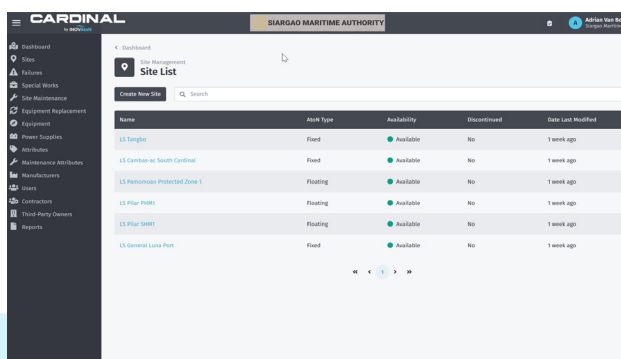 CARDINAL
by INOVSAR
SIARGAO MARITIME AUTHORITY
A
Adrian Van Bo
Siargao Maritim
Dashboard
Sites
Failures
Special Works
Site Maintenance
Equipment Replacement
Equipment
Power Supplies
Attributes
Maintenance Attributes
Manufacturers
Users
Contractors
Third-Party Owners
Reports
< Dashboard
Site Management
Site List
Create New Site
Search
Name AtoN Type Availability Discontinued Date Last Modified
LS Tangbo Fixed Available No 1 week ago
LS Cambas-ac South Cardinal Fixed Available No 1 week ago
LS Pamomoan Protected Zone 1 Floating Available No 1 week ago
LS Pilar PHM1 Floating Available No 1 week ago
LS Pilar SHM1 Floating Available No 1 week ago
LS General Luna Port Fixed Available No 1 week ago
« < 1 > »